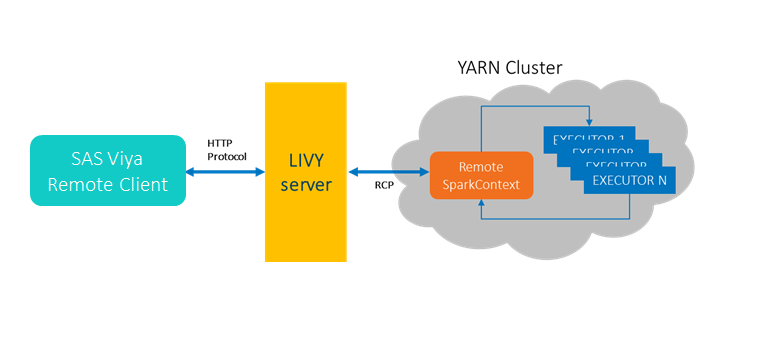 YARN Cluster
SAS Viya
Remote Client
HTTP
Protocol
LIVY
server
RCP
Remote
SparkContext
EXECUTOR 1
EXECUTOR
EXECUTOR
EXECUTOR N